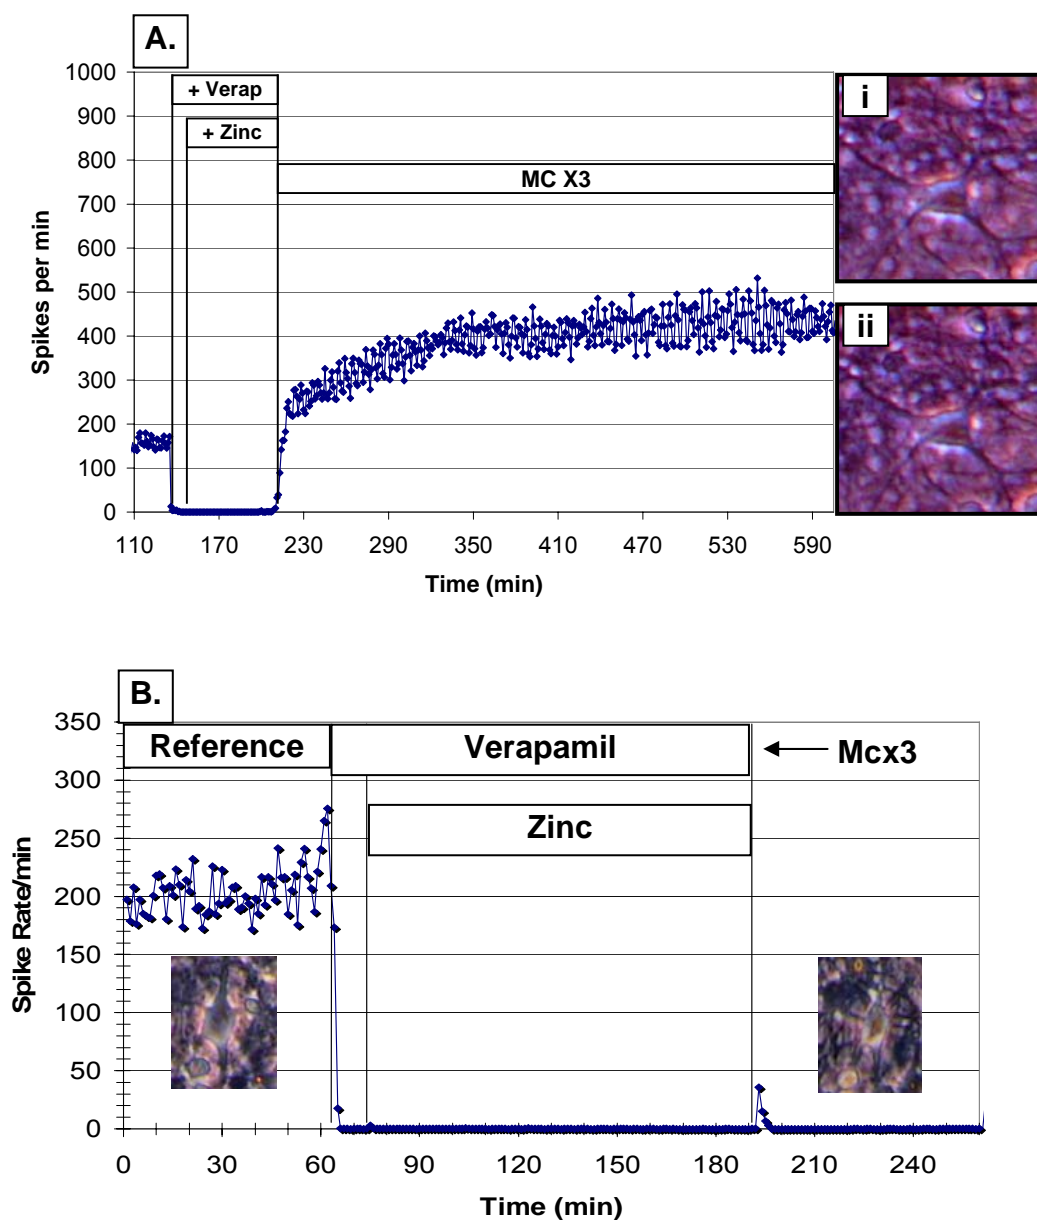 A.
1000
900
800
700
600
500
400
300
200
100
0
Spikes per min
+ Verap
+ Zinc
MC X3
i
ii
110 170 230 290 350 410 470 530 590
Time (min)
B.
350
300
250
200
150
100
50
0
Spike Rate/min
Reference
Verapamil
Mcx3
Zinc
0 30 60 90 120 150 180 210 240
Time (min)